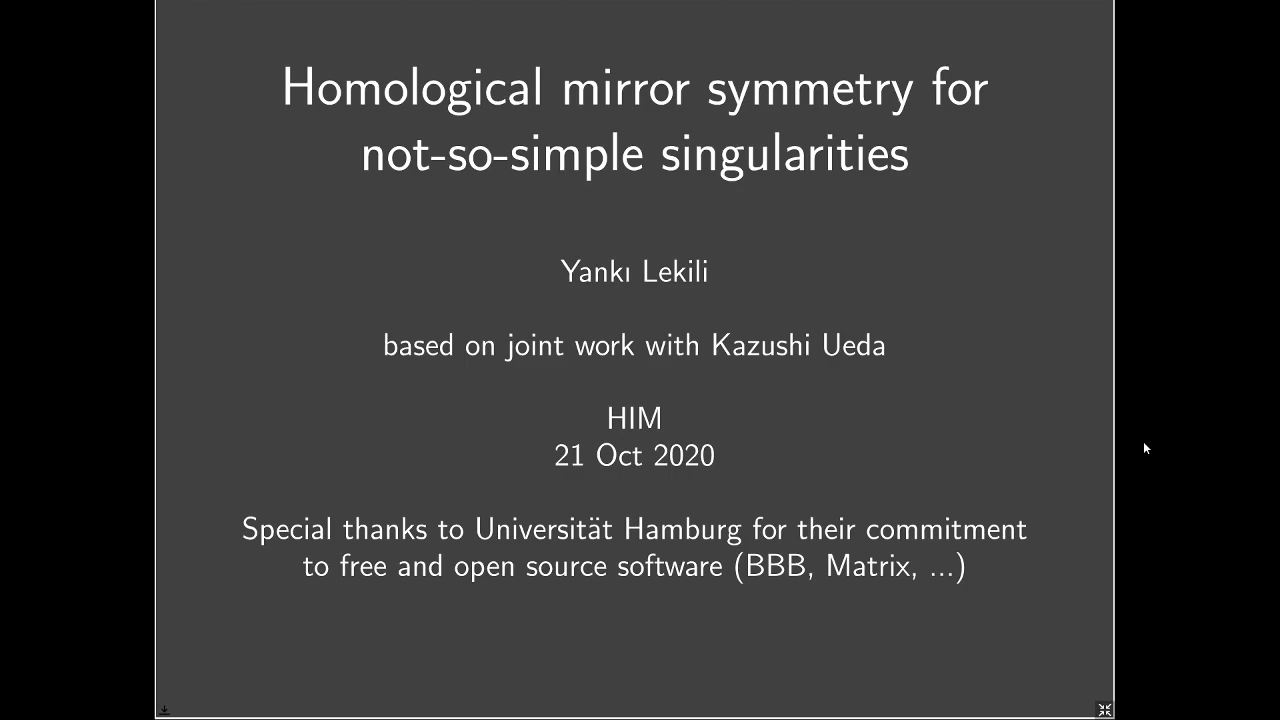 Homological mirror symmetry for
not-so-simple singularities
Yankı Lekili
based on joint work with Kazushi Ueda
HIM
21 Oct 2020
Special thanks to Universität Hamburg for their commitment
to free and open source software (BBB, Matrix, ...)